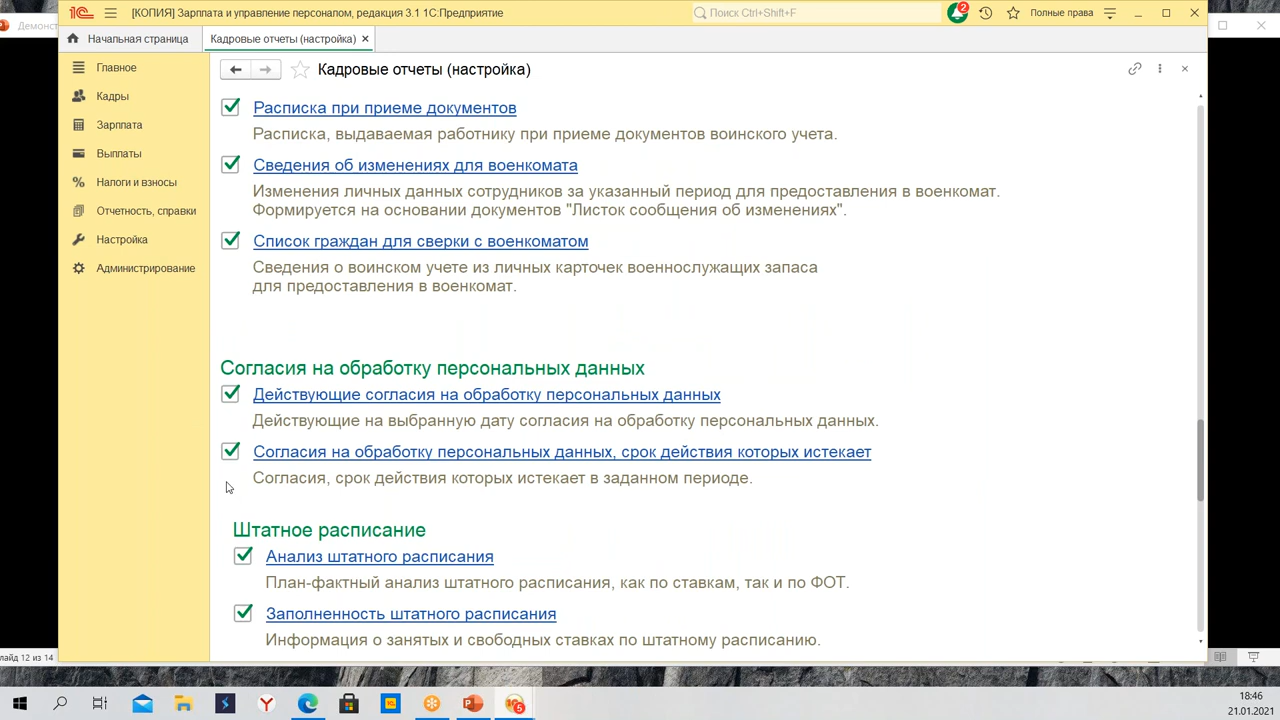 Демонст
[КОПИЯ] Зарплата и управление персоналом, редакция 3.1 1С:Предприятие
Поиск Ctrl+Shift+F
2
Полные права
Начальная страница
Кадровые отчеты (настройка)
Главное
Кадры
Зарплата
Выплаты
Налоги и взносы
Отчетность, справки
Настройка
Администрирование
Кадровые отчеты (настройка)
Расписка при приеме документов
Расписка, выдаваемая работнику при приеме документов воинского учета.
Сведения об изменениях для военкомата
Изменения личных данных сотрудников за указанный период для предоставления в военкомат.
Формируется на основании документов "Листок сообщения об изменениях".
Список граждан для сверки с военкоматом
Сведения о воинском учете из личных карточек военнослужащих запаса
для предоставления в военкомат.
Согласия на обработку персональных данных
Действующие согласия на обработку персональных данных
Действующие на выбранную дату согласия на обработку персональных данных.
Согласия на обработку персональных данных, срок действия которых истекает
Согласия, срок действия которых истекает в заданном периоде.
Штатное расписание
Анализ штатного расписания
План-фактный анализ штатного расписания, как по ставкам, так и по ФОТ.
Заполненность штатного расписания
Информация о занятых и свободных ставках по штатному расписанию.
лайд 12 из 14
5
18:46
21.01.2021